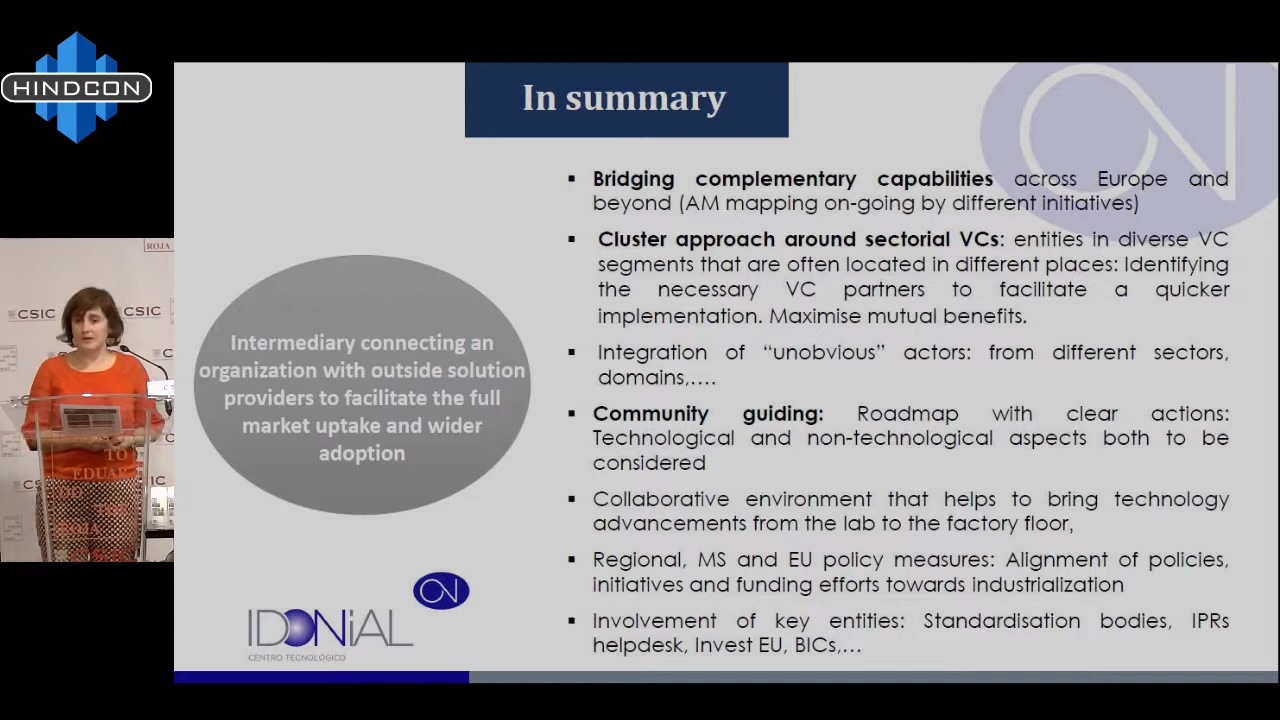 HINDCON
In summary
Bridging complementary capabilities across Europe and
beyond (AM mapping on-going by different initiatives)
Cluster approach around sectorial VCs: entities in diverse VC
segments that are often located in different places: Identifying
the necessary VC partners to facilitate a quicker
implementation. Maximise mutual benefits.
Integration of “unobvious” actors: from different sectors,
domains,....
Community guiding: Roadmap with clear actions:
Technological and non-technological aspects both to be
considered
Collaborative environment that helps to bring technology
advancements from the lab to the factory floor,
Regional, MS and EU policy measures: Alignment of policies,
initiatives and funding efforts towards industrialization
Involvement of key entities: Standardisation bodies, IPRs
helpdesk, Invest EU, BICs,...
Intermediary connecting an
organization with outside solution
providers to facilitate the full
market uptake and wider
adoption
IDONIAL
CENTRO TECNOLÓGICO
ROJA
CSIC
CSIC
TO
EDUAR